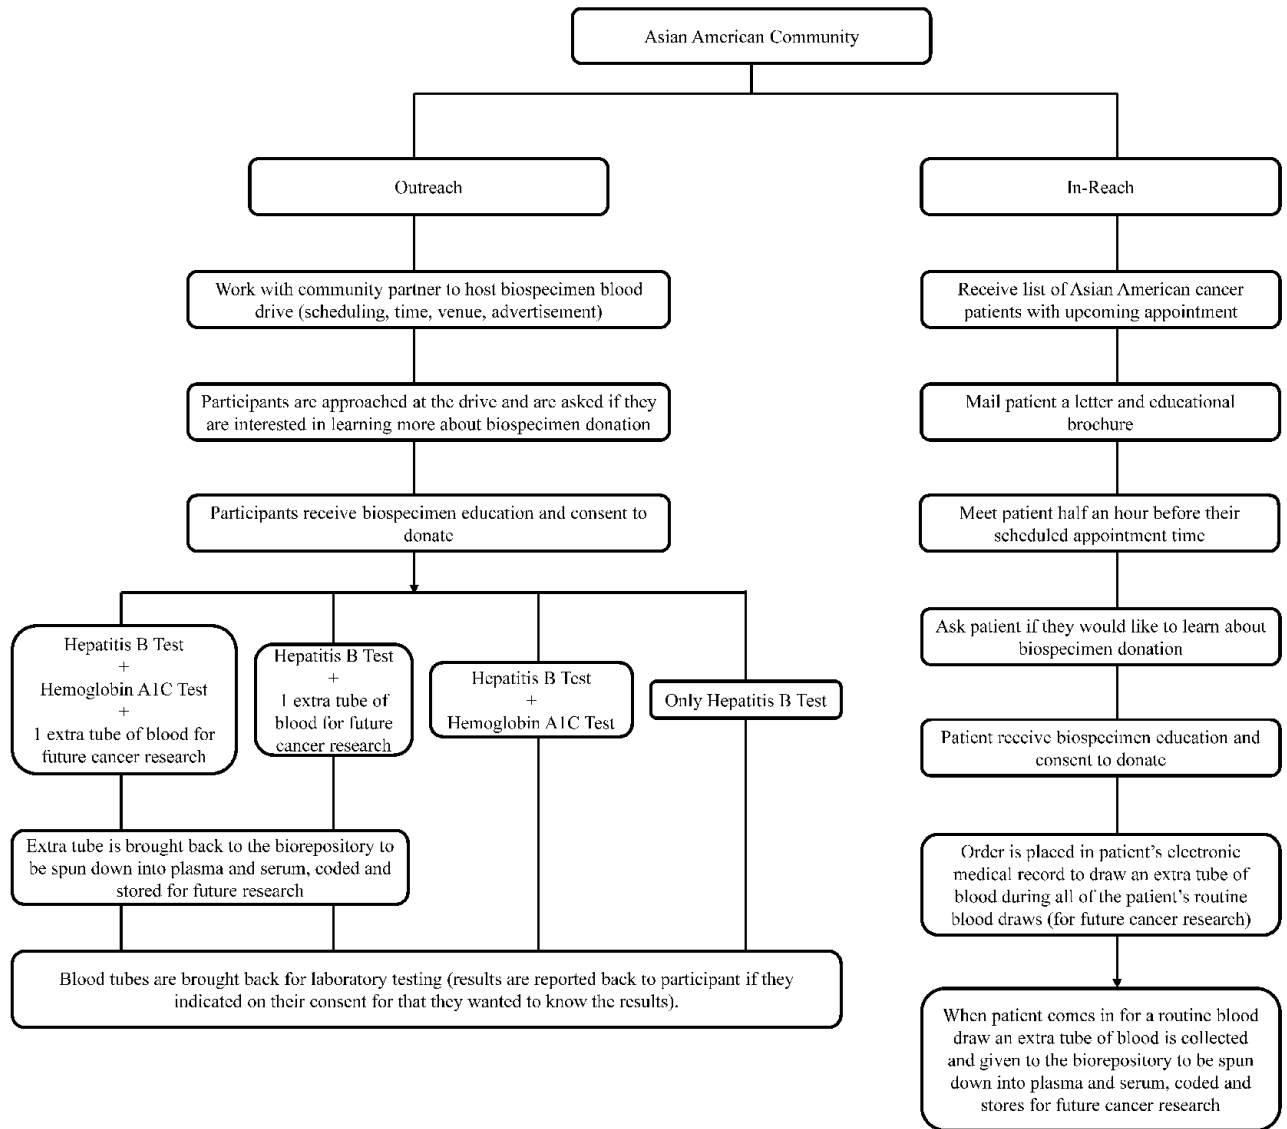 Asian American Community
Outreach
Work with community partner to host biospecimen blood
drive (scheduling, time, venue, advertisement)
Participants are approached at the drive and are asked if they
are interested in learning more about biospecimen donation
Participants receive biospecimen education and consent to
donate
Hepatitis B Test
+
Hemoglobin A1C Test
+
1 extra tube of blood for
future cancer research
Hepatitis B Test
+
1 extra tube of
blood for future
cancer research
Hepatitis B Test
+
Hemoglobin A1C Test
Only Hepatitis B Test
Extra tube is brought back to the biorepository to
be spun down into plasma and serum, coded and
stored for future research
Blood tubes are brought back for laboratory testing (results are reported back to participant if they
indicated on their consent for that they wanted to know the results).
In-Reach
Receive list of Asian American cancer
patients with upcoming appointment
Mail patient a letter and educational
brochure
Meet patient half an hour before their
scheduled appointment time
Ask patient if they would like to learn about
biospecimen donation
Patient receive biospecimen education and
consent to donate
Order is placed in patient's electronic
medical record to draw an extra tube of
blood during all of the patient's routine
blood draws (for future cancer research)
When patient comes in for a routine blood
draw an extra tube of blood is collected
and given to the biorepository to be spun
down into plasma and serum, coded and
stores for future cancer research